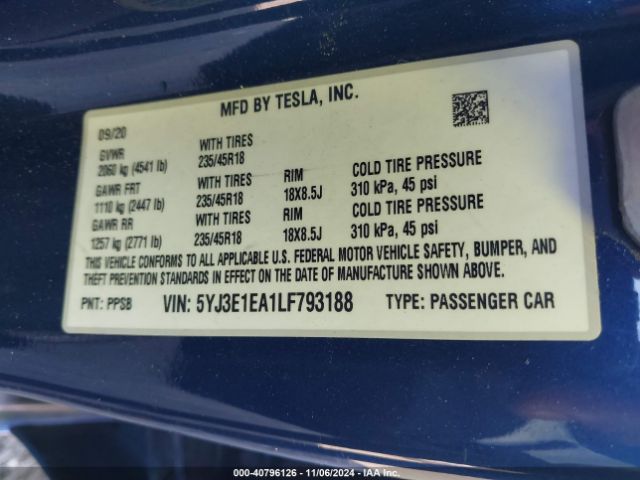 MFD BY TESLA, INC.
09/20
GVWR WITH TIRES
2060 kg (4541 lb) 235/45R18 RIM COLD TIRE PRESSURE
GAWR FRT WITH TIRES 18X8.5J 310 kPa, 45 psi
1110 kg (2447 lb) 235/45R18 RIM COLD TIRE PRESSURE
GAWR RR WITH TIRES 18X8.5J 310 kPa, 45 psi
1257 kg (2771 lb) 235/45R18
THIS VEHICLE CONFORMS TO ALL APPLICABLE U.S. FEDERAL MOTOR VEHICLE SAFETY, BUMPER, AND
THEFT PREVENTION STANDARDS IN EFFECT ON THE DATE OF MANUFACTURE SHOWN ABOVE.
PNT: PPSB VIN: 5YJ3E1EA1LF793188 TYPE: PASSENGER CAR
000-40796126 - 11/06/2024 - IAA Inc.